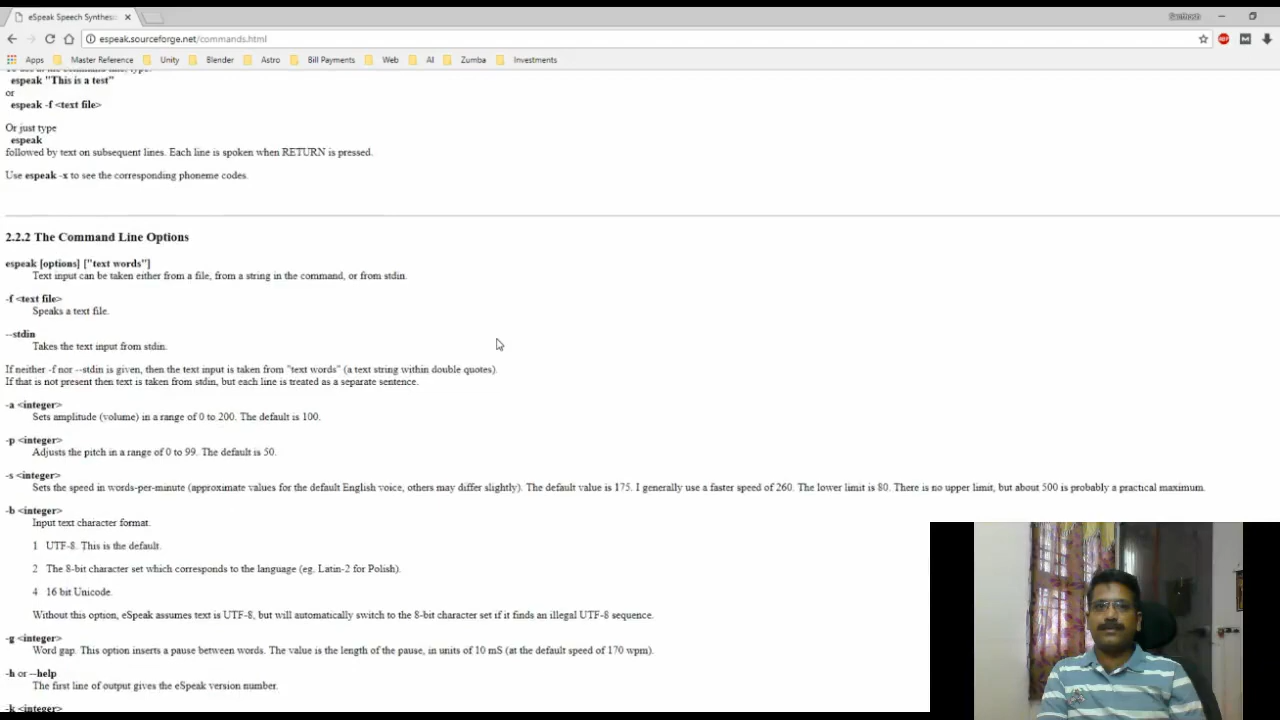 eSpeak Speech Synthesi
espeak.sourceforge.net/commands.html
Apps Master Reference Unity Blender Astro Bill Payments Web AI Zumba Investments
espeak "This is a test"
or
espeak -f <text file>
Or just type
espeak
followed by text on subsequent lines. Each line is spoken when RETURN is pressed.
Use espeak -x to see the corresponding phoneme codes.
2.2.2 The Command Line Options
espeak [options] ["text words"]
Text input can be taken either from a file, from a string in the command, or from stdin.
-f <text file>
Speaks a text file.
--stdin
Takes the text input from stdin.
If neither -f nor --stdin is given, then the text input is taken from "text words" (a text string within double quotes).
If that is not present then text is taken from stdin, but each line is treated as a separate sentence.
-a <integer>
Sets amplitude (volume) in a range of 0 to 200. The default is 100.
-p <integer>
Adjusts the pitch in a range of 0 to 99. The default is 50.
-s <integer>
Sets the speed in words-per-minute (approximate values for the default English voice, others may differ slightly). The default value is 175. I generally use a faster speed of 260. The lower limit is 80. There is no upper limit, but about 500 is probably a practical maximum.
-b <integer>
Input text character format.
1 UTF-8. This is the default.
2 The 8-bit character set which corresponds to the language (eg. Latin-2 for Polish).
4 16 bit Unicode.
Without this option, eSpeak assumes text is UTF-8, but will automatically switch to the 8-bit character set if it finds an illegal UTF-8 sequence.
-g <integer>
Word gap. This option inserts a pause between words. The value is the length of the pause, in units of 10 mS (at the default speed of 170 wpm).
-h or --help
The first line of output gives the eSpeak version number.
-k <integer>